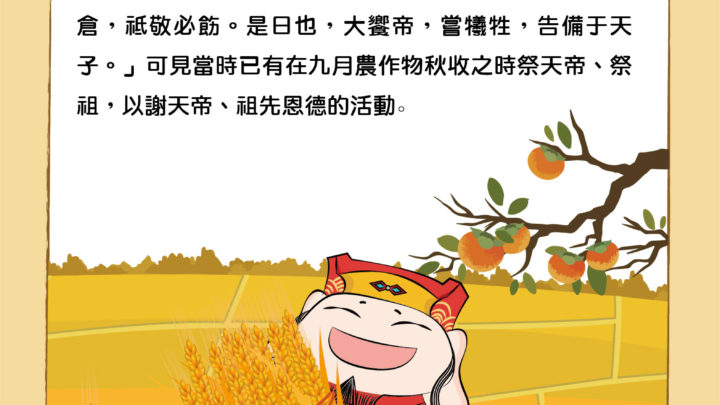 倉，祇敬必飭。是日也，大饗帝，嘗犧牲，告備于天
子。」可見當時已有在九月農作物秋收之時祭天帝、祭
祖，以謝天帝、祖先恩德的活動。